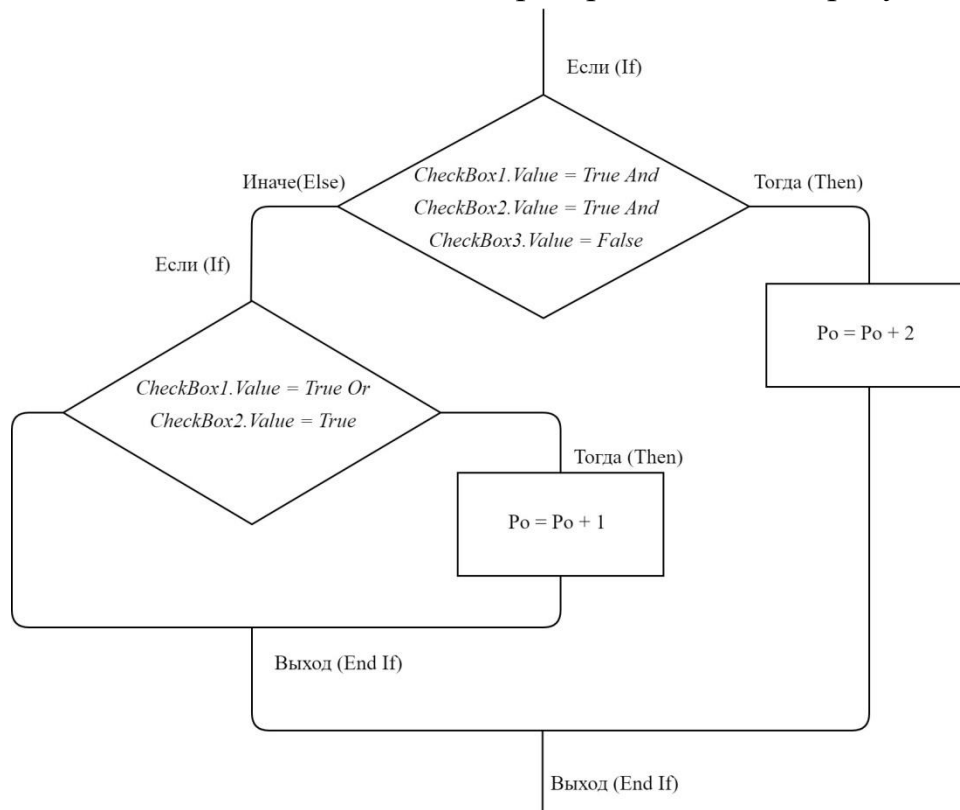 Если (If)
CheckBox1.Value = True And
CheckBox2.Value = True And
CheckBox3.Value = False
Иначе(Else)
Тогда (Then)
Если (If)
Po = Po + 2
CheckBox1.Value = True Or
CheckBox2.Value = True
Тогда (Then)
Po = Po + 1
Выход (End If)
Выход (End If)